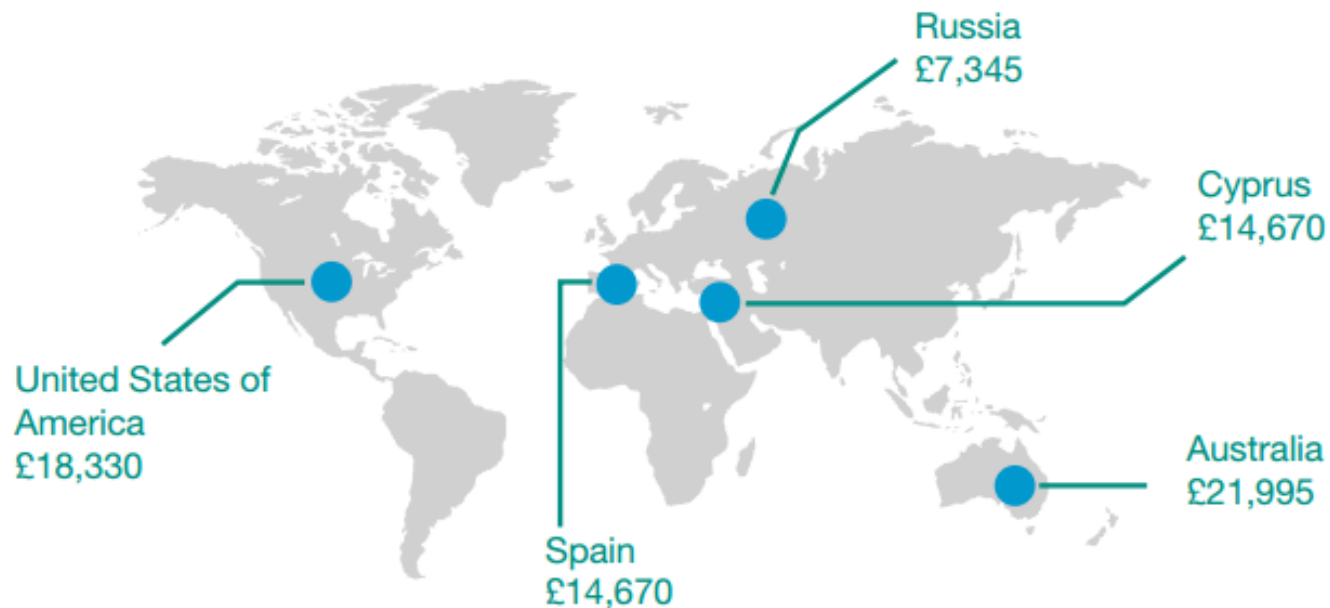 Russia
£7,345
Cyprus
£14,670
United States of
America
£18,330
Australia
£21,995
Spain
£14,670